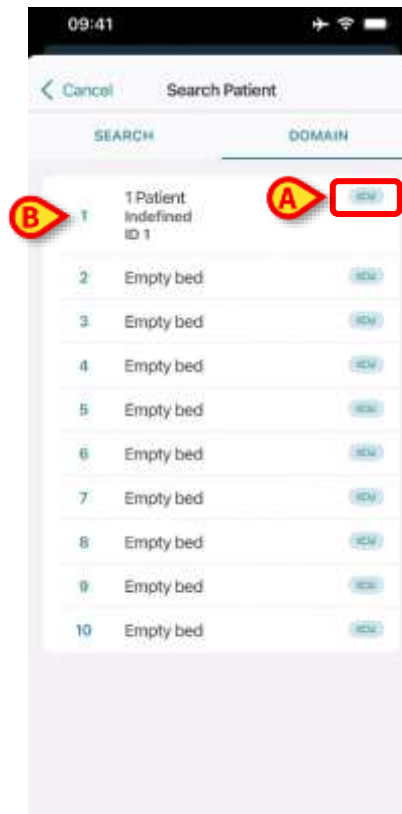 09:41
Cancel Search Patient
SEARCH DOMAIN
1 Patient
A
B 1 Indefined
ID 1
2 Empty bed
3 Empty bed
4 Empty bed
5 Empty bed
6 Empty bed
7 Empty bed
8 Empty bed
9 Empty bed
10 Empty bed